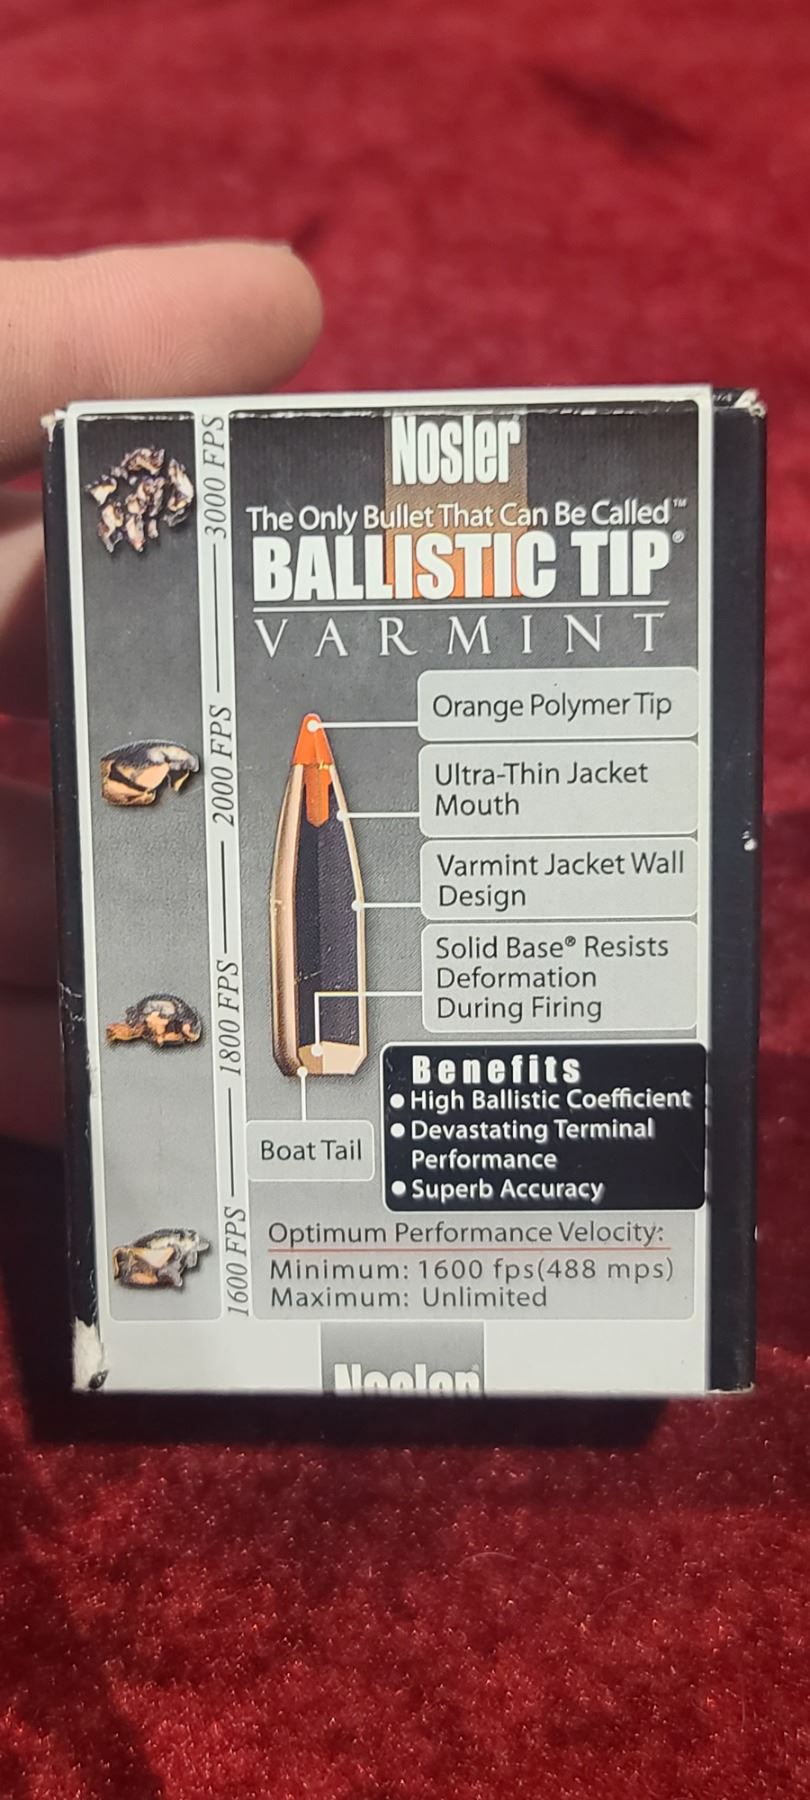 Nosler®
The Only Bullet That Can Be Called™
BALLISTIC TIP®
VARMINT
3000 FPS
2000 FPS
1800 FPS
1600 FPS
Orange Polymer Tip
Ultra-Thin Jacket
Mouth
Varmint Jacket Wall
Design
Solid Base® Resists
Deformation
During Firing
Boat Tail
Benefits
• High Ballistic Coefficient
• Devastating Terminal
Performance
• Superb Accuracy
Optimum Performance Velocity:
Minimum: 1600 fps(488 mps)
Maximum: Unlimited
Nosler®